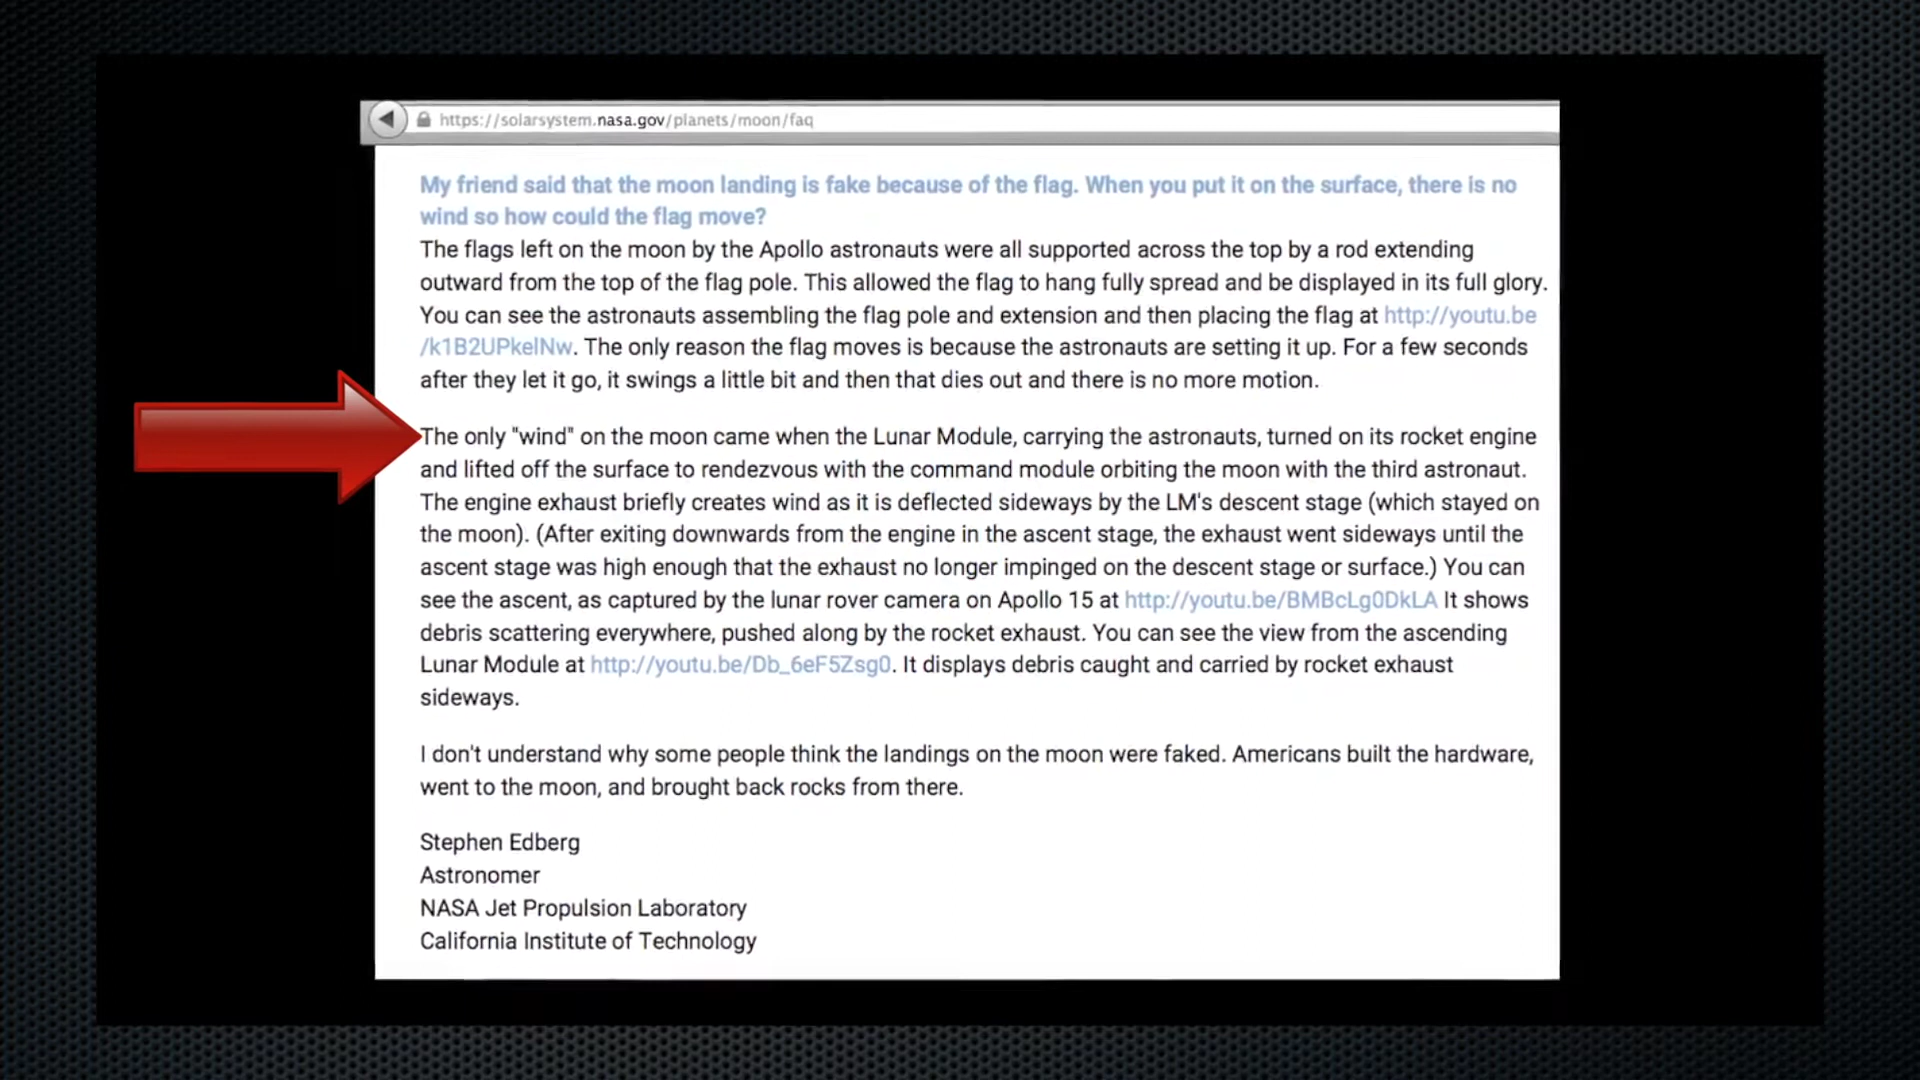 https://solarsystem.nasa.gov/planets/moon/faq
My friend said that the moon landing is fake because of the flag. When you put it on the surface, there is no
wind so how could the flag move?
The flags left on the moon by the Apollo astronauts were all supported across the top by a rod extending
outward from the top of the flag pole. This allowed the flag to hang fully spread and be displayed in its full glory.
You can see the astronauts assembling the flag pole and extension and then placing the flag at http://youtu.be
/k1B2UPkelNw. The only reason the flag moves is because the astronauts are setting it up. For a few seconds
after they let it go, it swings a little bit and then that dies out and there is no more motion.
The only "wind" on the moon came when the Lunar Module, carrying the astronauts, turned on its rocket engine
and lifted off the surface to rendezvous with the command module orbiting the moon with the third astronaut.
The engine exhaust briefly creates wind as it is deflected sideways by the LM's descent stage (which stayed on
the moon). (After exiting downwards from the engine in the ascent stage, the exhaust went sideways until the
ascent stage was high enough that the exhaust no longer impinged on the descent stage or surface.) You can
see the ascent, as captured by the lunar rover camera on Apollo 15 at http://youtu.be/BMBcLg0DkLA It shows
debris scattering everywhere, pushed along by the rocket exhaust. You can see the view from the ascending
Lunar Module at http://youtu.be/Db_6eF5Zsg0. It displays debris caught and carried by rocket exhaust
sideways.
I don't understand why some people think the landings on the moon were faked. Americans built the hardware,
went to the moon, and brought back rocks from there.
Stephen Edberg
Astronomer
NASA Jet Propulsion Laboratory
California Institute of Technology